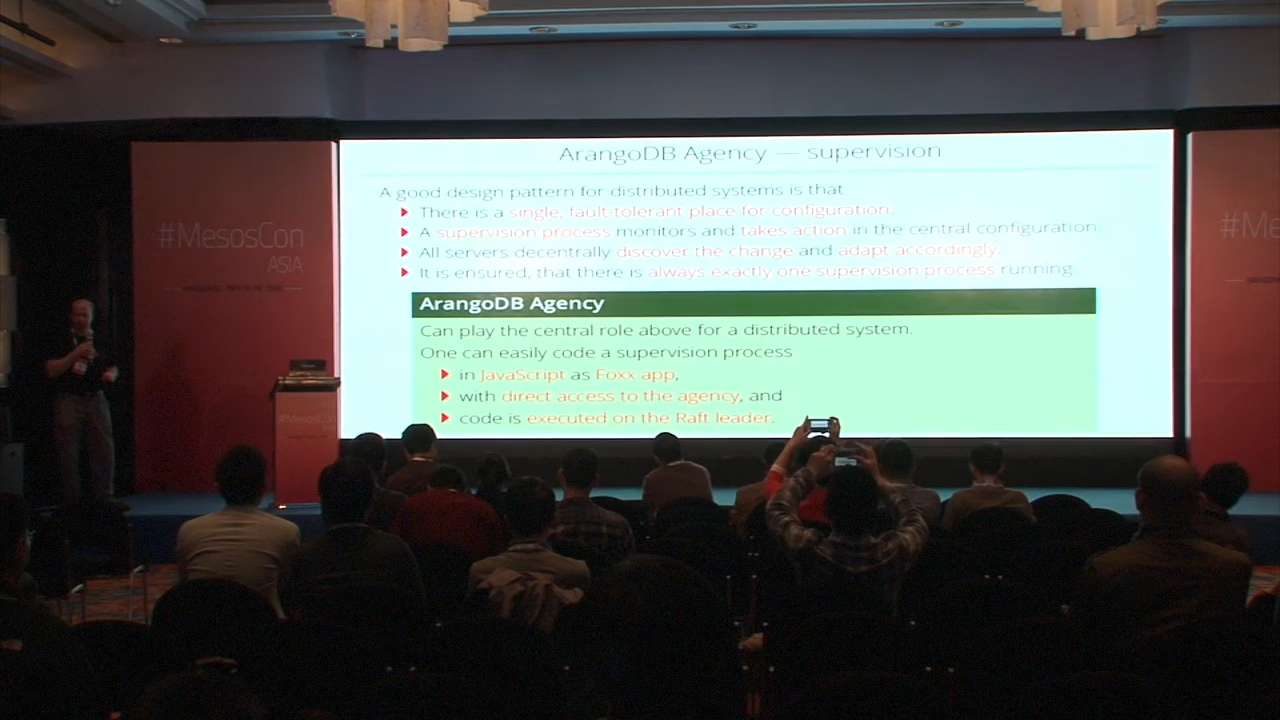 ArangoDB Agency — supervision
A good design pattern for distributed systems is that
There is a single, fault-tolerant place for configuration.
A supervision process monitors and takes action in the central configuration.
All servers decentrally discover the change and adapt accordingly.
It is ensured, that there is always exactly one supervision process running.
ArangoDB Agency
Can play the central role above for a distributed system.
One can easily code a supervision process
in JavaScript as Foxx app,
with direct access to the agency, and
code is executed on the Raft leader.
#MesosCon
ASIA
#MesosCon
#Me